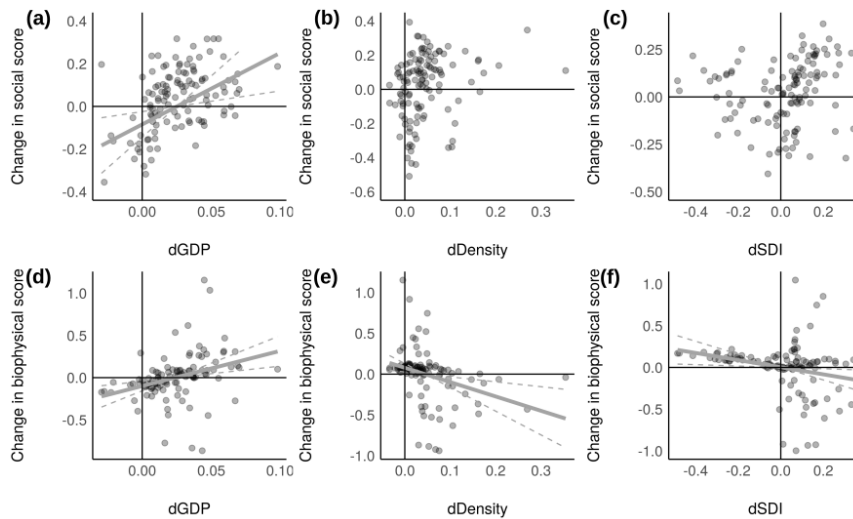 (a)
Change in social score
0.4
0.2
0.0
-0.2
-0.4
0.00
0.05
0.10
dGDP
(b)
Change in social score
0.4
0.2
0.0
-0.2
-0.4
-0.6
0.0
0.1
0.2
0.3
dDensity
(c)
Change in social score
0.25
0.00
-0.25
-0.50
-0.4
-0.2
0.0
0.2
dSDI
(d)
Change in biophysical score
1.0
0.5
0.0
-0.5
0.00
0.05
0.10
dGDP
(e)
Change in biophysical score
1.0
0.5
0.0
-0.5
-1.0
0.0
0.1
0.2
0.3
dDensity
(f)
Change in biophysical score
1.0
0.5
0.0
-0.5
-1.0
-0.4
-0.2
0.0
0.2
dSDI